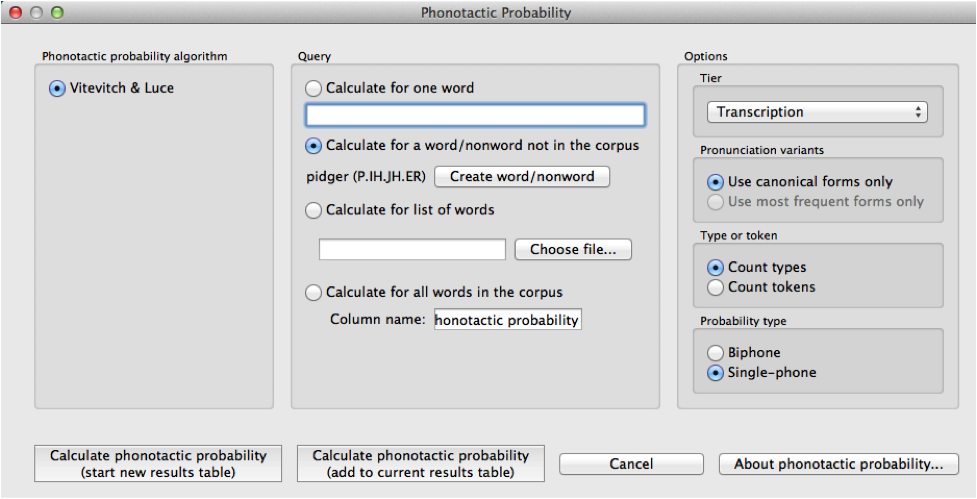 Phonotactic Probability
Phonotactic probability algorithm
Vitevitch & Luce
Query
Calculate for one word
Calculate for a word/nonword not in the corpus
pidger (P.IH.JH.ER) Create word/nonword
Calculate for list of words
Choose file...
Calculate for all words in the corpus
Column name: honotactic probability
Options
Tier
Transcription
Pronunciation variants
Use canonical forms only
Use most frequent forms only
Type or token
Count types
Count tokens
Probability type
Biphone
Single-phone
Calculate phonotactic probability
(start new results table)
Calculate phonotactic probability
(add to current results table)
Cancel
About phonotactic probability...